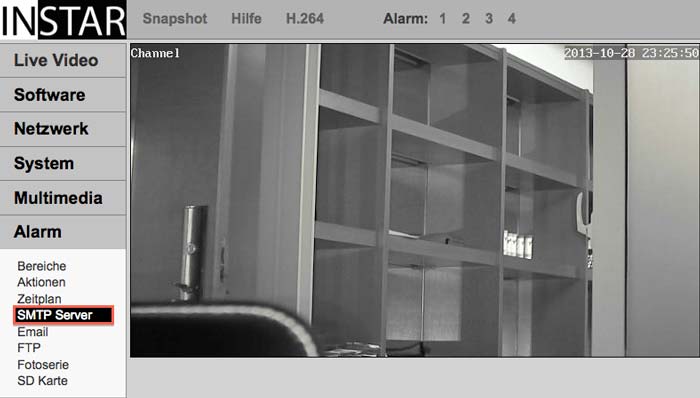 INSTAR
Snapshot Hilfe H.264 Alarm: 1 2 3 4
Live Video
Software
Netzwerk
System
Multimedia
Alarm
Bereiche
Aktionen
Zeitplan
SMTP Server
Email
FTP
Fotoserie
SD Karte
Channel
2013-10-28 23:25:50